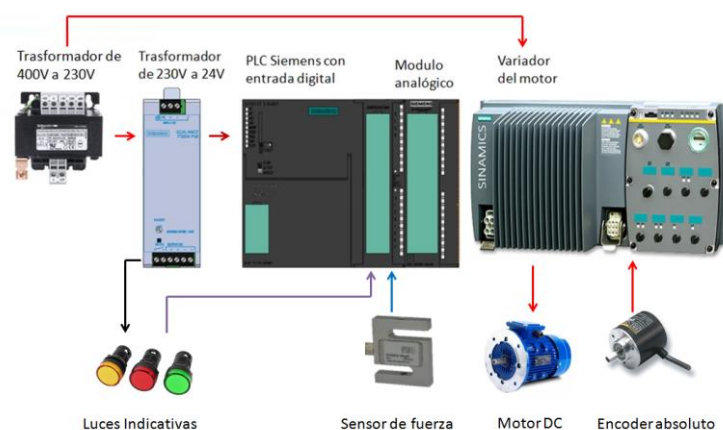 Trasformador de
400V a 230V
Trasformador
de 230V a 24V
PLC Siemens con
entrada digital
Modulo
analógico
Variador
del motor
SINAMICS
Luces Indicativas
Sensor de fuerza
Motor DC
Encoder absoluto